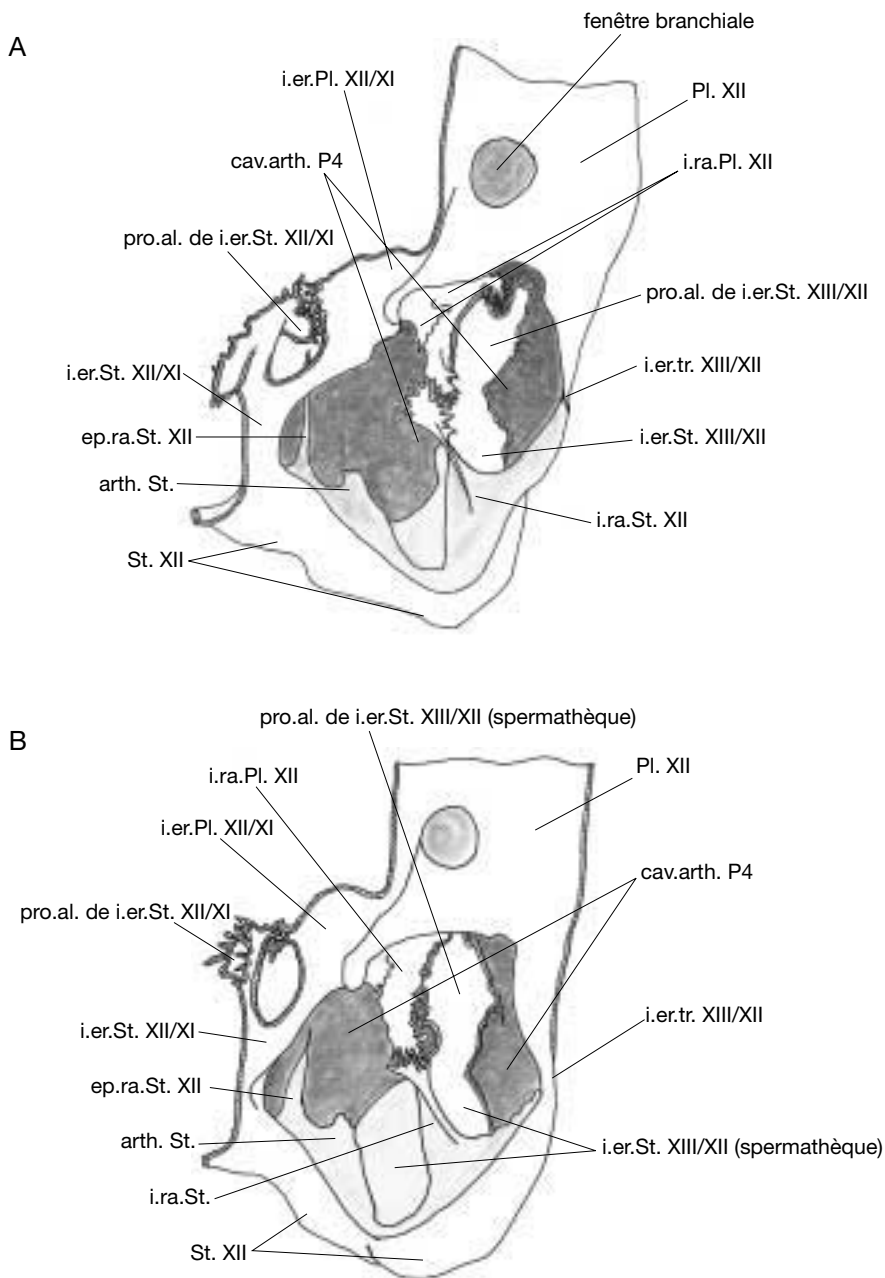 A
fenêtre branchiale
i.er.Pl. XII/XI
Pl. XII
cav.arth. P4
i.ra.Pl. XII
pro.al. de i.er.St. XII/XI
pro.al. de i.er.St. XIII/XII
i.er.St. XII/XI
i.er.tr. XIII/XII
ep.ra.St. XII
i.er.St. XIII/XII
arth. St.
i.ra.St. XII
St. XII
pro.al. de i.er.St. XIII/XII (spermathèque)
B
i.ra.Pl. XII
Pl. XII
i.er.Pl. XII/XI
cav.arth. P4
pro.al. de i.er.St. XII/XI
i.er.tr. XIII/XII
i.er.St. XII/XI
ep.ra.St. XII
arth. St.
i.er.St. XIII/XII (spermathèque)
i.ra.St.
St. XII